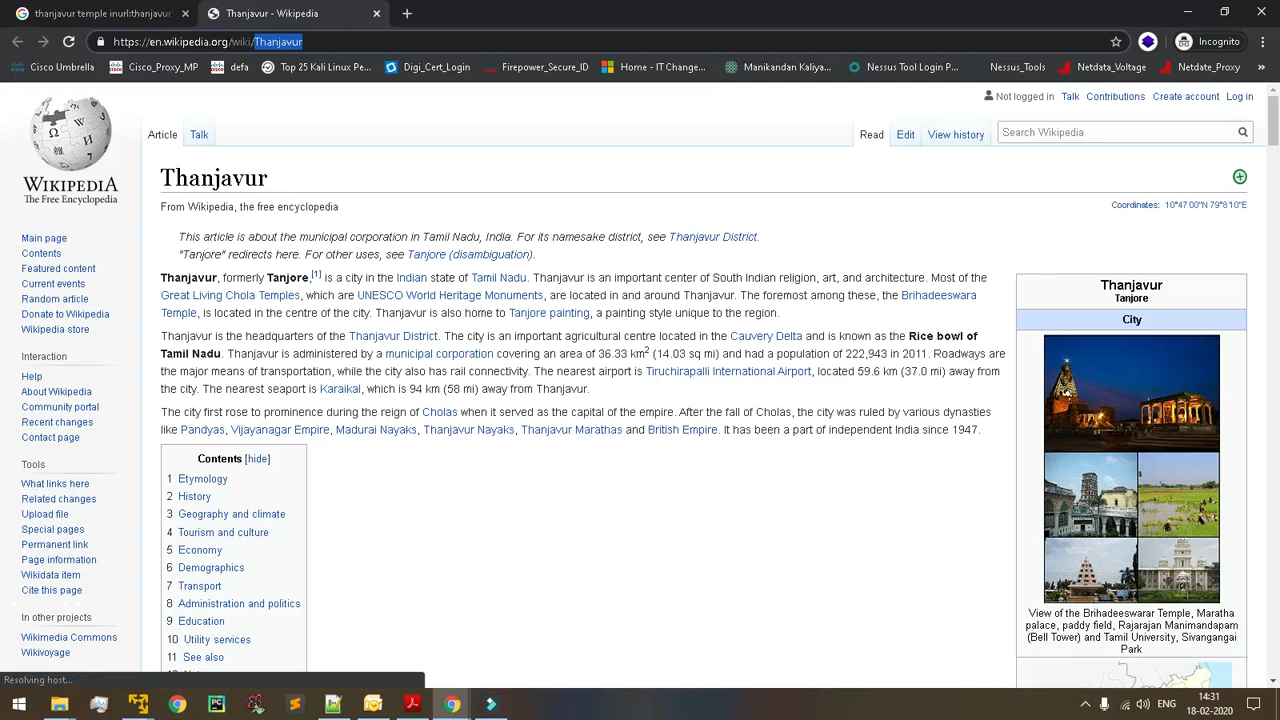 thanjavur temple inurl:thanjavur
Thanjavur - Wikipedia
https://en.wikipedia.org/wiki/Thanjavur
Incognito
Cisco Umbrella
Cisco_Proxy_MP
defa
Top 25 Kali Linux Pe...
Digi_Cert_Login
Firepower_Secure_ID
Home - IT Change...
Manikandan Kaliya...
Nessus Tool Login P...
Nessus_Tools
Netdata_Voltage
Netdate_Proxy
»
Not logged in Talk Contributions Create account Log in
Article Talk
Read Edit View history
Search Wikipedia
WIKIPEDIA
The Free Encyclopedia
Main page
Contents
Featured content
Current events
Random article
Donate to Wikipedia
Wikipedia store
Interaction
Help
About Wikipedia
Community portal
Recent changes
Contact page
Tools
What links here
Related changes
Upload file
Special pages
Permanent link
Page information
Wikidata item
Cite this page
In other projects
Wikimedia Commons
Wikivoyage
Thanjavur
From Wikipedia, the free encyclopedia
Coordinates: 10°47′00″N 79°8′10″E
This article is about the municipal corporation in Tamil Nadu, India. For its namesake district, see Thanjavur District.
"Tanjore" redirects here. For other uses, see Tanjore (disambiguation).
Thanjavur, formerly Tanjore,[1] is a city in the Indian state of Tamil Nadu. Thanjavur is an important center of South Indian religion, art, and architecture. Most of the
Great Living Chola Temples, which are UNESCO World Heritage Monuments, are located in and around Thanjavur. The foremost among these, the Brihadeeswara
Temple, is located in the centre of the city. Thanjavur is also home to Tanjore painting, a painting style unique to the region.
Thanjavur is the headquarters of the Thanjavur District. The city is an important agricultural centre located in the Cauvery Delta and is known as the Rice bowl of
Tamil Nadu. Thanjavur is administered by a municipal corporation covering an area of 36.33 km2 (14.03 sq mi) and had a population of 222,943 in 2011. Roadways are
the major means of transportation, while the city also has rail connectivity. The nearest airport is Tiruchirapalli International Airport, located 59.6 km (37.0 mi) away from
the city. The nearest seaport is Karaikal, which is 94 km (58 mi) away from Thanjavur.
The city first rose to prominence during the reign of Cholas when it served as the capital of the empire. After the fall of Cholas, the city was ruled by various dynasties
like Pandyas, Vijayanagar Empire, Madurai Nayaks, Thanjavur Nayaks, Thanjavur Marathas and British Empire. It has been a part of independent India since 1947.
Contents [hide]
1 Etymology
2 History
3 Geography and climate
4 Tourism and culture
5 Economy
6 Demographics
7 Transport
8 Administration and politics
9 Education
10 Utility services
11 See also
Thanjavur
Tanjore
City
View of the Brihadeeswarar Temple, Maratha
palace, paddy field, Rajarajan Manimandapam
(Bell Tower) and Tamil University, Sivangangai
Park
Resolving host...
ENG
14:31
18-02-2020